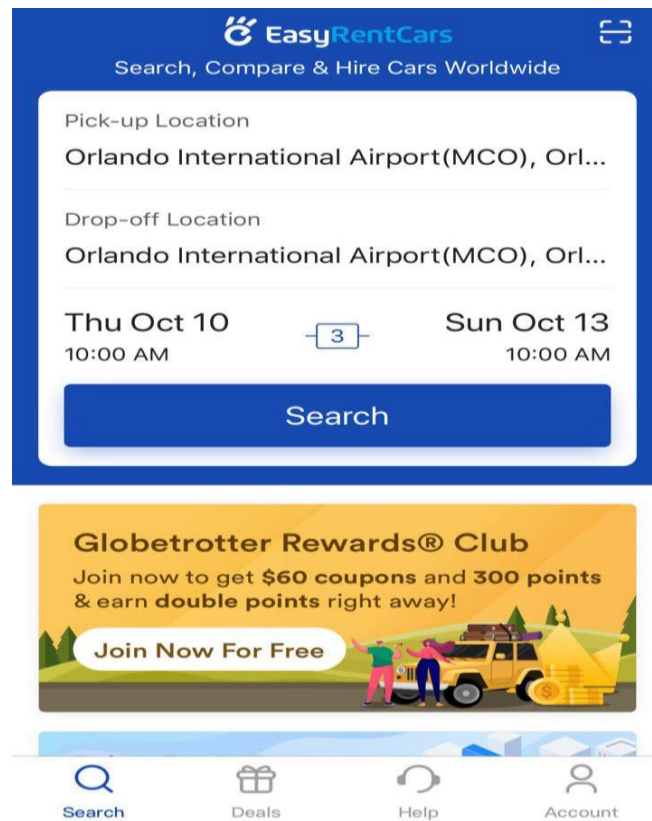 EasyRentCars
Search, Compare & Hire Cars Worldwide
Pick-up Location
Orlando International Airport(MCO), Orl...
Drop-off Location
Orlando International Airport(MCO), Orl...
Thu Oct 10
3
Sun Oct 13
10:00 AM
10:00 AM
Search
Globetrotter Rewards® Club
Join now to get $60 coupons and 300 points
& earn double points right away!
Join Now For Free
$
Search
Deals
Help
Account